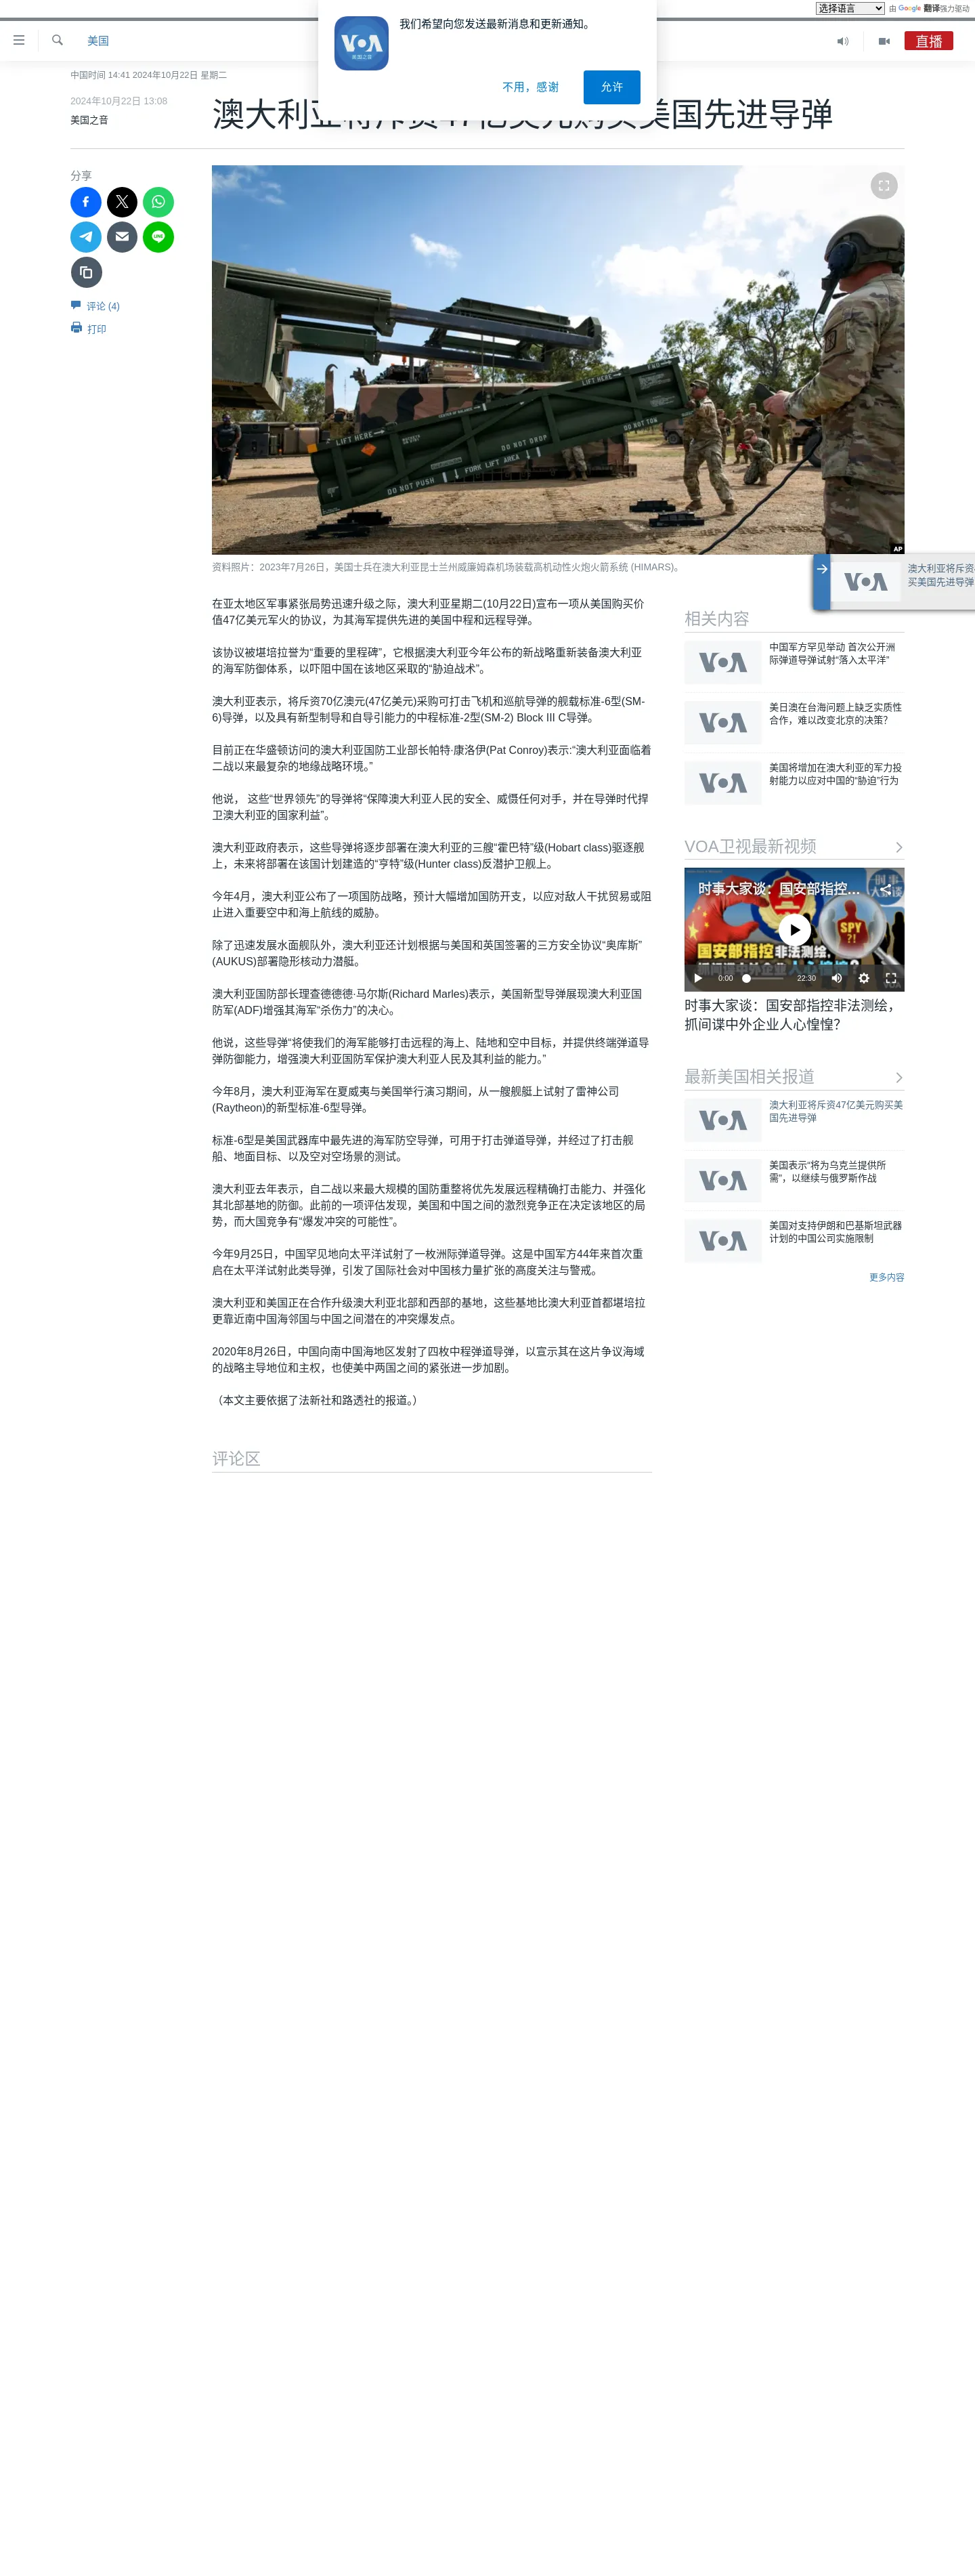 选择语言 由 Google 翻译强力驱动
我们希望向您发送最新消息和更新通知。
VOA
美国之音
不用，感谢
允许
美国
直播
中国时间 14:41 2024年10月22日 星期二
2024年10月22日 13:08
美国之音
澳大利亚将斥资47亿美元购买美国先进导弹
分享
评论 (4)
打印
LIFT HERE
LIFT HERE
DO NOT DROP
FORK LIFT AREA
DO NOT PUSH
AP
资料照片：2023年7月26日，美国士兵在澳大利亚昆士兰州威廉姆森机场装载高机动性火炮火箭系统 (HIMARS)。
VOA
澳大利亚将斥资
买美国先进导弹
在亚太地区军事紧张局势迅速升级之际，澳大利亚星期二(10月22日)宣布一项从美国购买价
值47亿美元军火的协议，为其海军提供先进的美国中程和远程导弹。
该协议被堪培拉誉为“重要的里程碑”，它根据澳大利亚今年公布的新战略重新装备澳大利亚
的海军防御体系，以吓阻中国在该地区采取的“胁迫战术”。
澳大利亚表示，将斥资70亿澳元(47亿美元)采购可打击飞机和巡航导弹的舰载标准-6型(SM-
6)导弹，以及具有新型制导和自导引能力的中程标准-2型(SM-2) Block III C导弹。
目前正在华盛顿访问的澳大利亚国防工业部长帕特·康洛伊(Pat Conroy)表示:“澳大利亚面临着
二战以来最复杂的地缘战略环境。”
他说， 这些“世界领先”的导弹将“保障澳大利亚人民的安全、威慑任何对手，并在导弹时代捍
卫澳大利亚的国家利益”。
澳大利亚政府表示，这些导弹将逐步部署在澳大利亚的三艘“霍巴特”级(Hobart class)驱逐舰
上，未来将部署在该国计划建造的“亨特”级(Hunter class)反潜护卫舰上。
今年4月，澳大利亚公布了一项国防战略，预计大幅增加国防开支，以应对敌人干扰贸易或阻
止进入重要空中和海上航线的威胁。
除了迅速发展水面舰队外，澳大利亚还计划根据与美国和英国签署的三方安全协议“奥库斯”
(AUKUS)部署隐形核动力潜艇。
澳大利亚国防部长理查德德德·马尔斯(Richard Marles)表示，美国新型导弹展现澳大利亚国
防军(ADF)增强其海军“杀伤力”的决心。
他说，这些导弹“将使我们的海军能够打击远程的海上、陆地和空中目标，并提供终端弹道导
弹防御能力，增强澳大利亚国防军保护澳大利亚人民及其利益的能力。”
今年8月，澳大利亚海军在夏威夷与美国举行演习期间，从一艘舰艇上试射了雷神公司
(Raytheon)的新型标准-6型导弹。
标准-6型是美国武器库中最先进的海军防空导弹，可用于打击弹道导弹，并经过了打击舰
船、地面目标、以及空对空场景的测试。
澳大利亚去年表示，自二战以来最大规模的国防重整将优先发展远程精确打击能力、并强化
其北部基地的防御。此前的一项评估发现，美国和中国之间的激烈竞争正在决定该地区的局
势，而大国竞争有“爆发冲突的可能性”。
今年9月25日，中国罕见地向太平洋试射了一枚洲际弹道导弹。这是中国军方44年来首次重
启在太平洋试射此类导弹，引发了国际社会对中国核力量扩张的高度关注与警戒。
澳大利亚和美国正在合作升级澳大利亚北部和西部的基地，这些基地比澳大利亚首都堪培拉
更靠近南中国海邻国与中国之间潜在的冲突爆发点。
2020年8月26日，中国向南中国海地区发射了四枚中程弹道导弹，以宣示其在这片争议海域
的战略主导地位和主权，也使美中两国之间的紧张进一步加剧。
（本文主要依据了法新社和路透社的报道。）
评论区
相关内容
VOA
中国军方罕见举动 首次公开洲
际弹道导弹试射“落入太平洋”
VOA
美日澳在台海问题上缺乏实质性
合作，难以改变北京的决策？
VOA
美国将增加在澳大利亚的军力投
射能力以应对中国的“胁迫”行为
VOA卫视最新视频
时事大家谈：国安部指控...
时事
大家谈
SPY
?!
国安部指控非法测绘，
抓间谍中外企业人心惶惶？
0:00
22:30
VOA
时事大家谈：国安部指控非法测绘，
抓间谍中外企业人心惶惶？
最新美国相关报道
VOA
澳大利亚将斥资47亿美元购买美
国先进导弹
VOA
美国表示“将为乌克兰提供所
需”，以继续与俄罗斯作战
VOA
美国对支持伊朗和巴基斯坦武器
计划的中国公司实施限制
更多内容